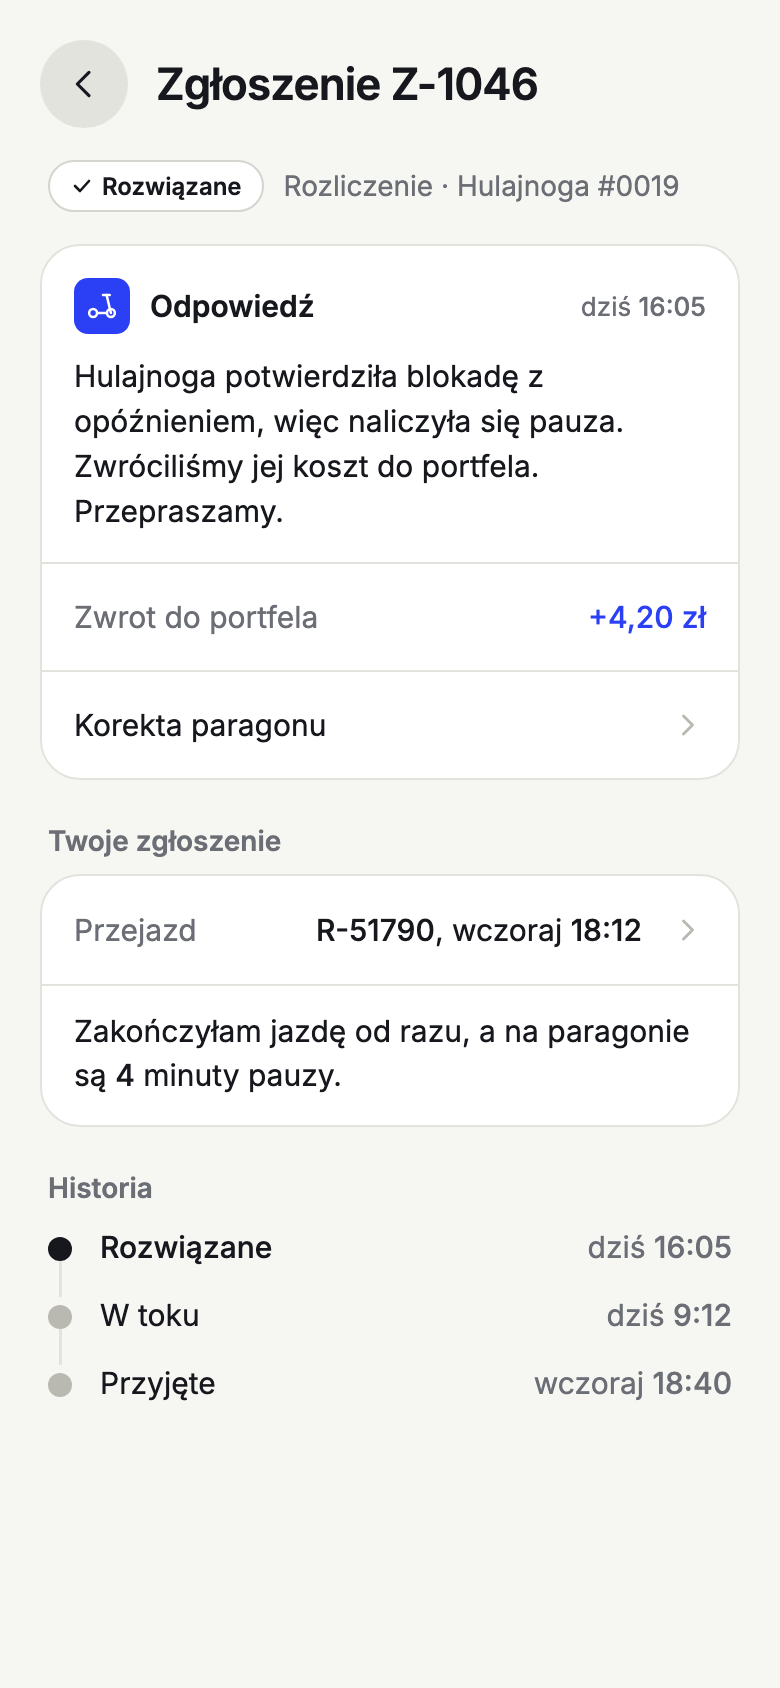 Zgłoszenie Z-1046
Rozwiązane
Rozliczenie · Hulajnoga #0019
Odpowiedź
dziś 16:05
Hulajnoga potwierdziła blokadę z
opóźnieniem, więc naliczyła się pauza.
Zwróciliśmy jej koszt do portfela.
Przepraszamy.
Zwrot do portfela
+4,20 zł
Korekta paragonu
Twoje zgłoszenie
Przejazd
R-51790, wczoraj 18:12
Zakończyłam jazdę od razu, a na paragonie
są 4 minuty pauzy.
Historia
Rozwiązane
dziś 16:05
W toku
dziś 9:12
Przyjęte
wczoraj 18:40